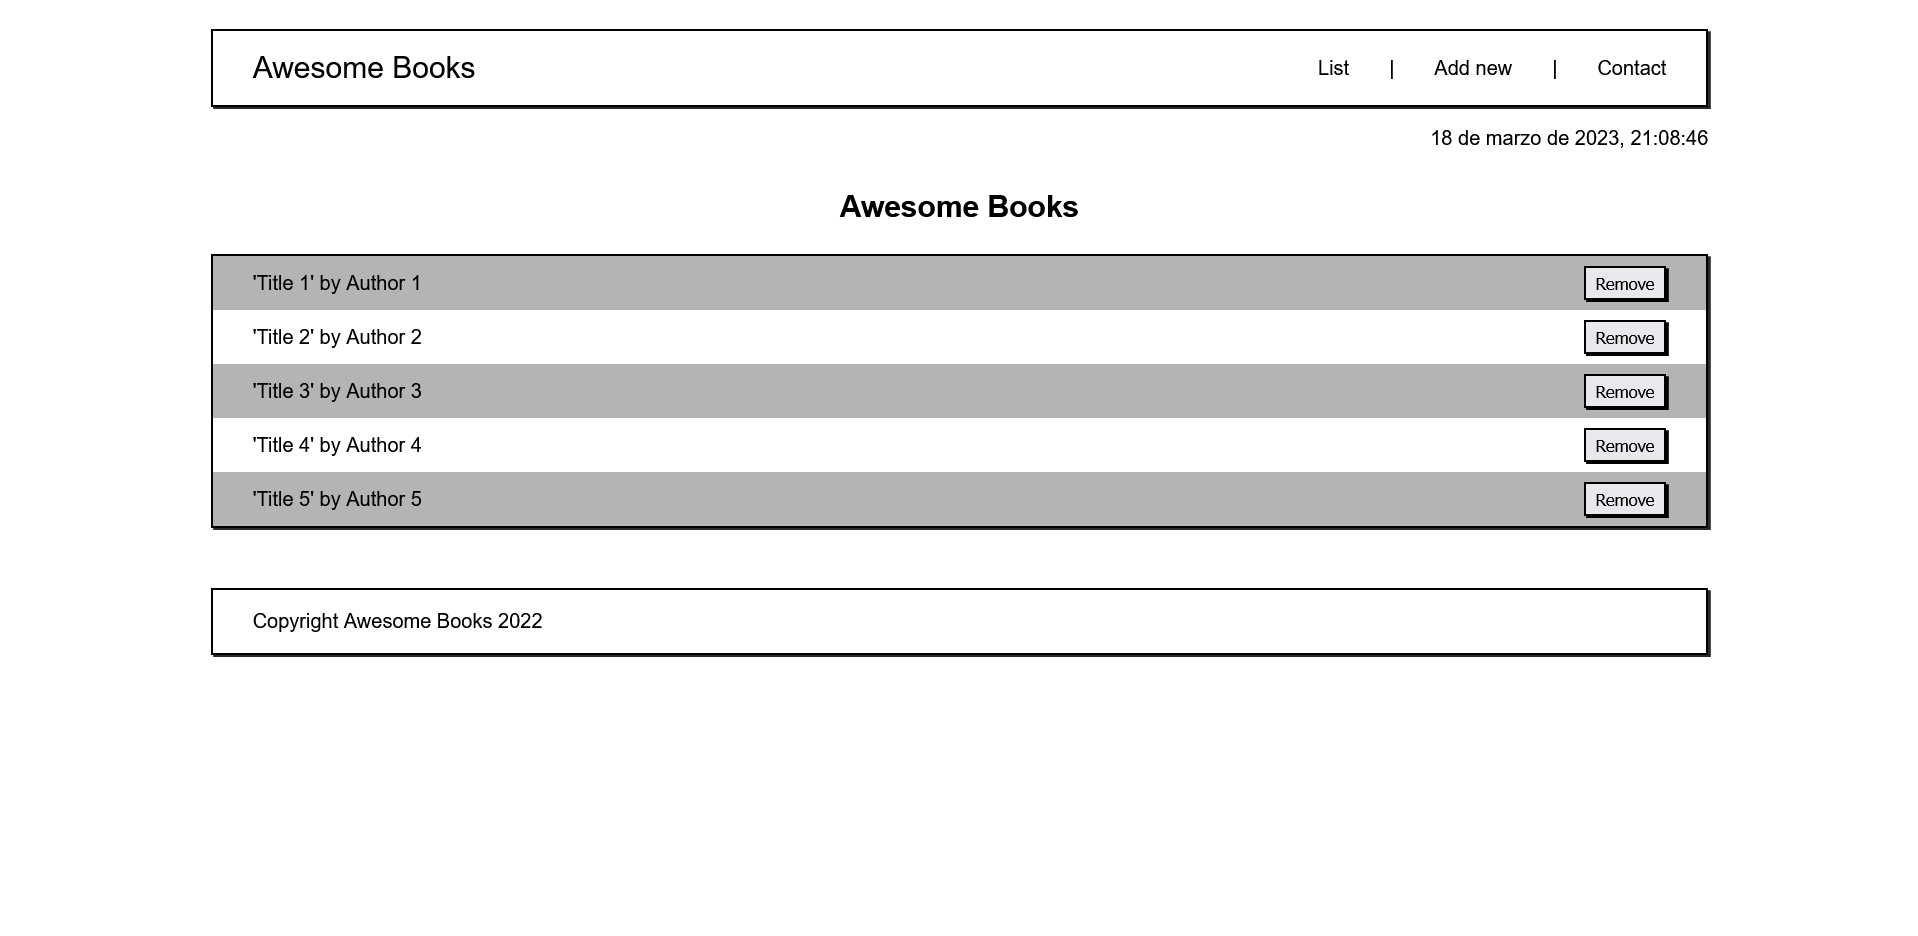 Awesome Books
List | Add new | Contact
18 de marzo de 2023, 21:08:46
Awesome Books
'Title 1' by Author 1 Remove
'Title 2' by Author 2 Remove
'Title 3' by Author 3 Remove
'Title 4' by Author 4 Remove
'Title 5' by Author 5 Remove
Copyright Awesome Books 2022